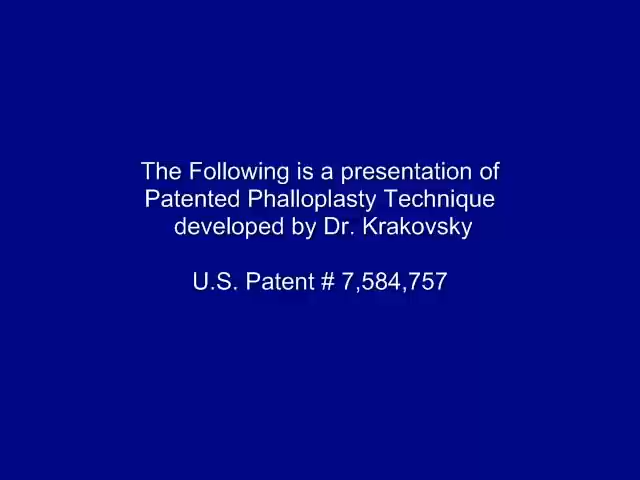 The Following is a presentation of
Patented Phalloplasty Technique
developed by Dr. Krakovsky
U.S. Patent # 7,584,757